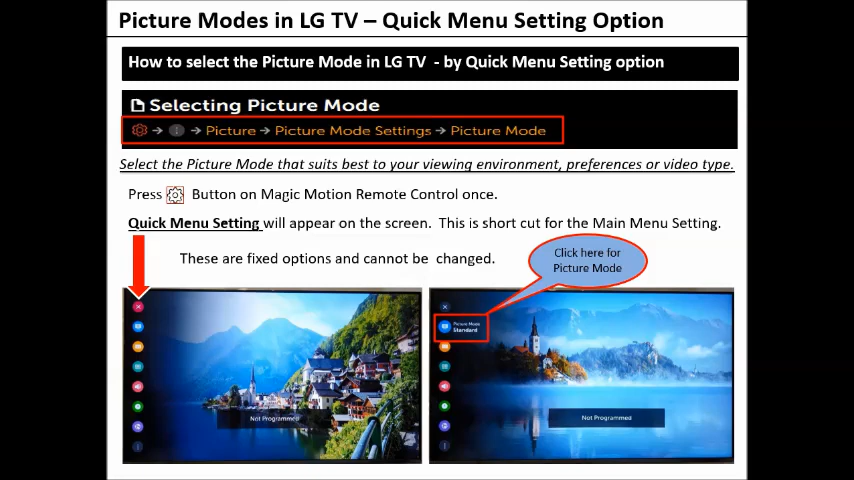 Picture Modes in LG TV – Quick Menu Setting Option
How to select the Picture Mode in LG TV - by Quick Menu Setting option
Selecting Picture Mode
→ → Picture → Picture Mode Settings → Picture Mode
Select the Picture Mode that suits best to your viewing environment, preferences or video type.
Press Button on Magic Motion Remote Control once.
Quick Menu Setting will appear on the screen. This is short cut for the Main Menu Setting.
These are fixed options and cannot be changed.
Click here for
Picture Mode
Picture Mode
Standard
Not Programmed
Not Programmed